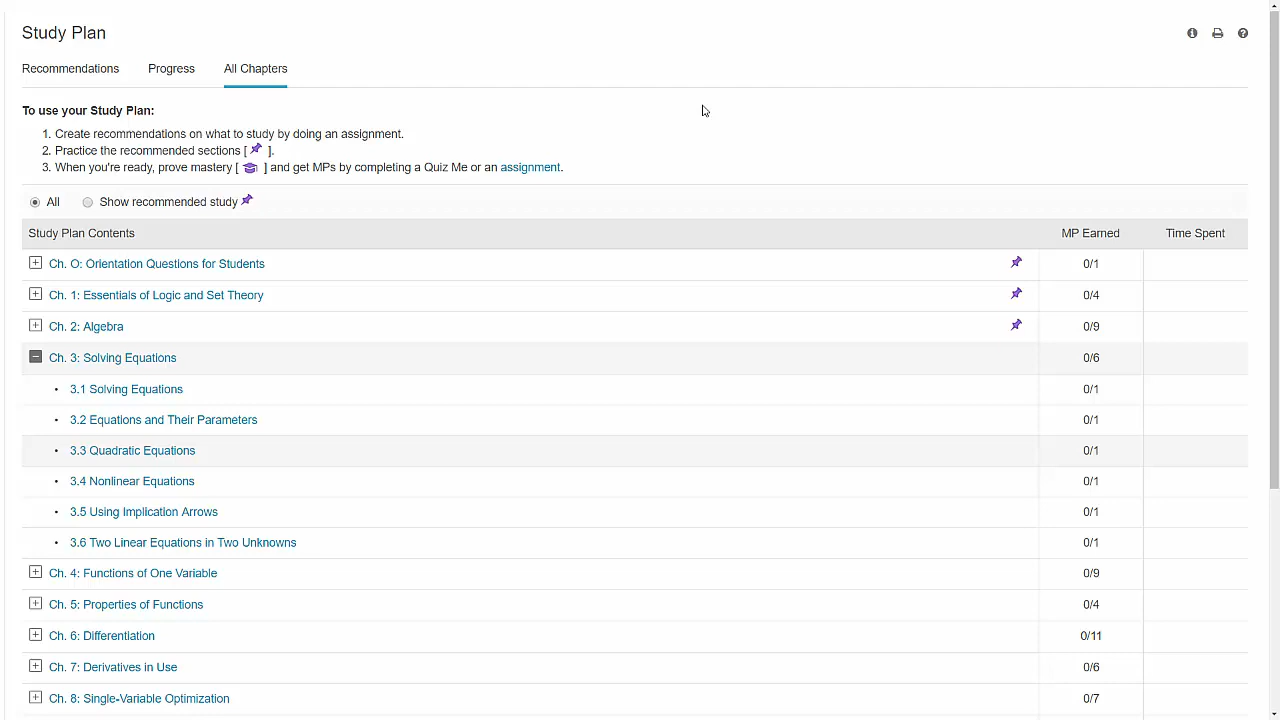 Study Plan
Recommendations Progress All Chapters
To use your Study Plan:
1. Create recommendations on what to study by doing an assignment.
2. Practice the recommended sections [ ].
3. When you're ready, prove mastery [ ] and get MPs by completing a Quiz Me or an assignment.
All Show recommended study
Study Plan Contents MP Earned Time Spent
Ch. O: Orientation Questions for Students 0/1
Ch. 1: Essentials of Logic and Set Theory 0/4
Ch. 2: Algebra 0/9
Ch. 3: Solving Equations 0/6
• 3.1 Solving Equations 0/1
• 3.2 Equations and Their Parameters 0/1
• 3.3 Quadratic Equations 0/1
• 3.4 Nonlinear Equations 0/1
• 3.5 Using Implication Arrows 0/1
• 3.6 Two Linear Equations in Two Unknowns 0/1
Ch. 4: Functions of One Variable 0/9
Ch. 5: Properties of Functions 0/4
Ch. 6: Differentiation 0/11
Ch. 7: Derivatives in Use 0/6
Ch. 8: Single-Variable Optimization 0/7